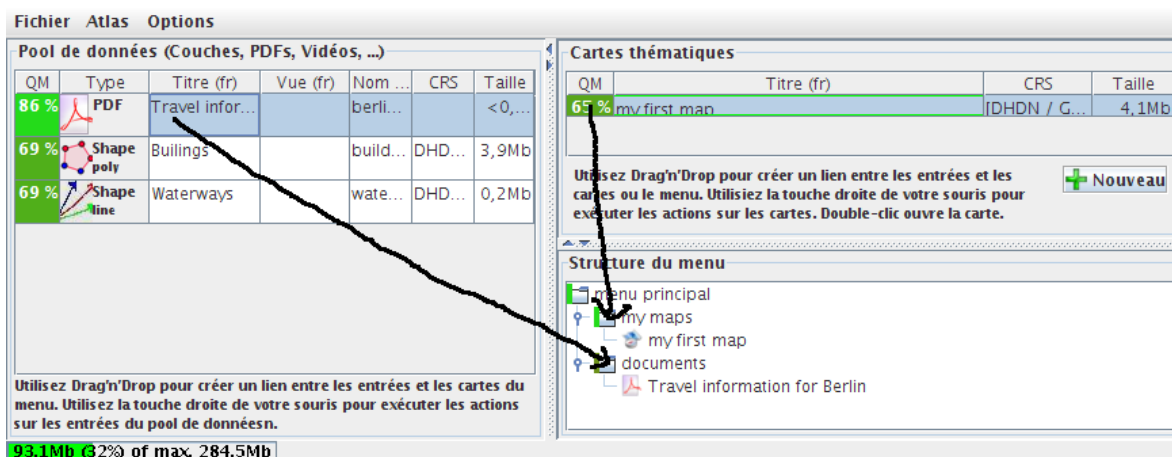 Fichier Atlas Options
Pool de données (Couches, PDFs, Vidéos, ...)
QM Type Titre (fr) Vue (fr) Nom ... CRS Taille
86 % PDF Travel infor... berli... <0,...
69 % Shape poly Builings build... DHD... 3,9Mb
69 % Shape line Waterways wate... DHD... 0,2Mb
Utilisez Drag'n'Drop pour créer un lien entre les entrées et les cartes du
menu. Utilisez la touche droite de votre souris pour exécuter les actions
sur les entrées du pool de donnéesn.
93.1Mb (32%) of max. 284.5Mb
Cartes thématiques
QM Titre (fr) CRS Taille
65 % my first map [DHDN / G... 4,1Mb
Utilisez Drag'n'Drop pour créer un lien entre les entrées et les
cartes ou le menu. Utilisiez la touche droite de votre souris pour
exécuter les actions sur les cartes. Double-clic ouvre la carte.
Nouveau
Structure du menu
menu principal
my maps
my first map
documents
Travel information for Berlin